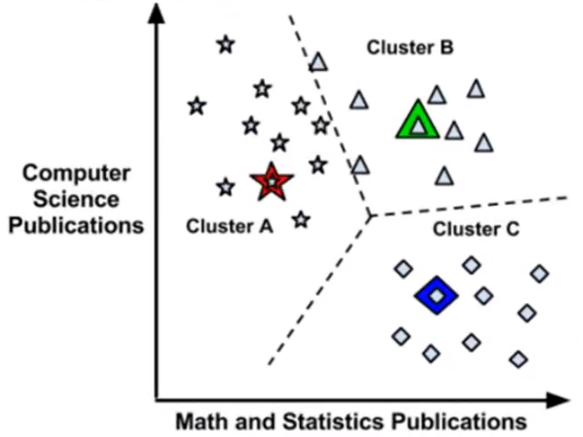 Cluster B
Computer
Science
Publications
Cluster A
Cluster C
Math and Statistics Publications